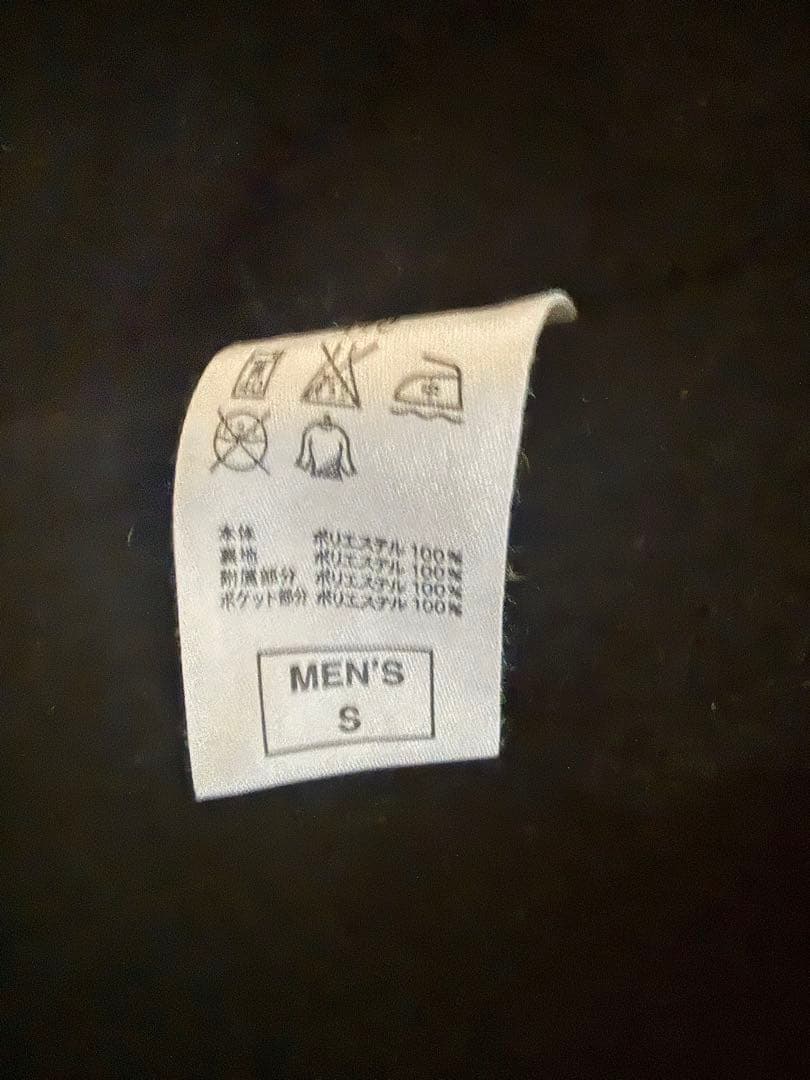 本体 ポリエステル 100%
裏地 ポリエステル 100%
附属部分 ポリエステル 100%
ポケット部分 ポリエステル 100%
MEN'S
S